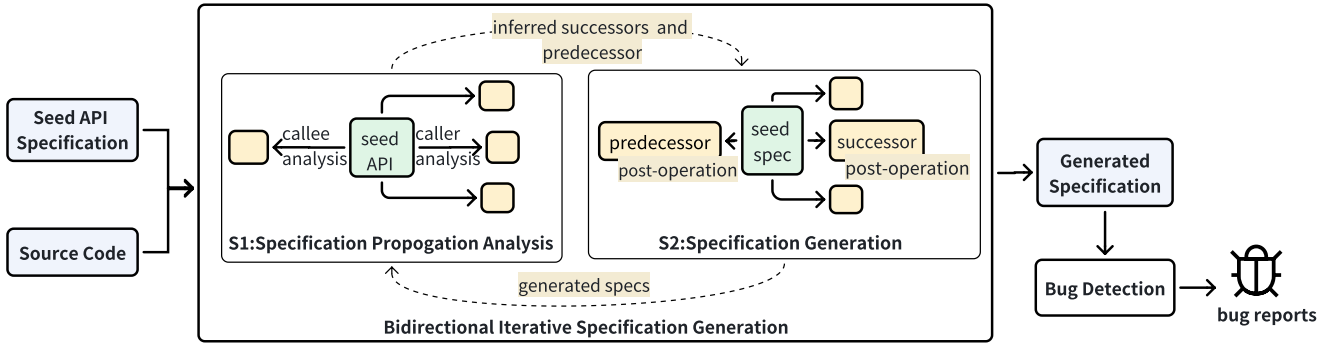 inferred successors and
predecessor
Seed API
Specification
Source Code
callee
analysis
seed
API
caller
analysis
S1:Specification Propogation Analysis
predecessor
post-operation
seed
spec
successor
post-operation
S2:Specification Generation
generated specs
Bidirectional Iterative Specification Generation
Generated
Specification
Bug Detection
bug reports